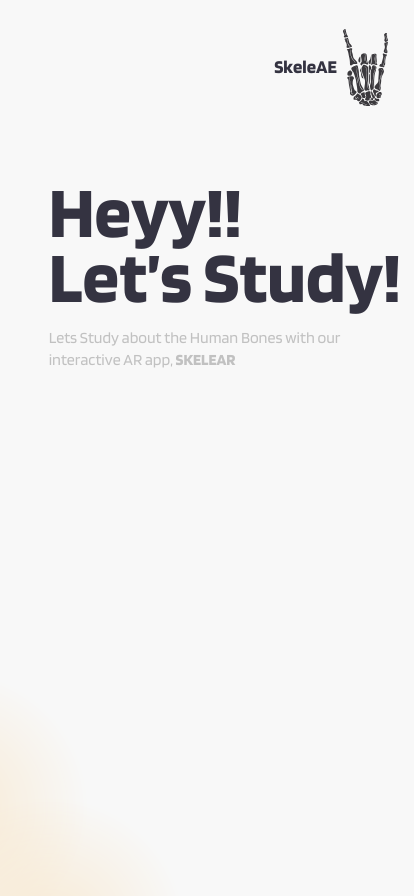 SkeleAE
Heyy!!
Let's Study!
Lets Study about the Human Bones with our
interactive AR app, SKELEAR